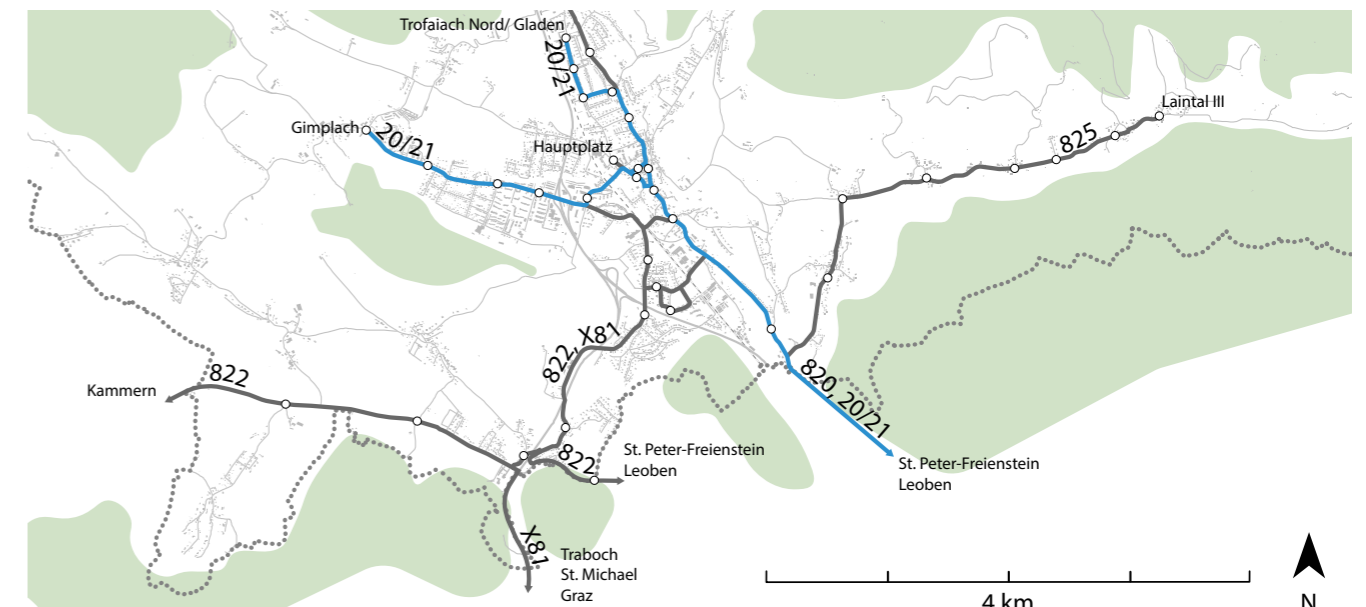 Trofaiach Nord/ Gladen
20/21
Laintal III
Gimplach
20/21
825
Hauptplatz
822, X81
Kammern
822
820, 20/21
822
St. Peter-Freienstein
Leoben
St. Peter-Freienstein
Leoben
X81
Traboch
St. Michael
Graz
4 km
N